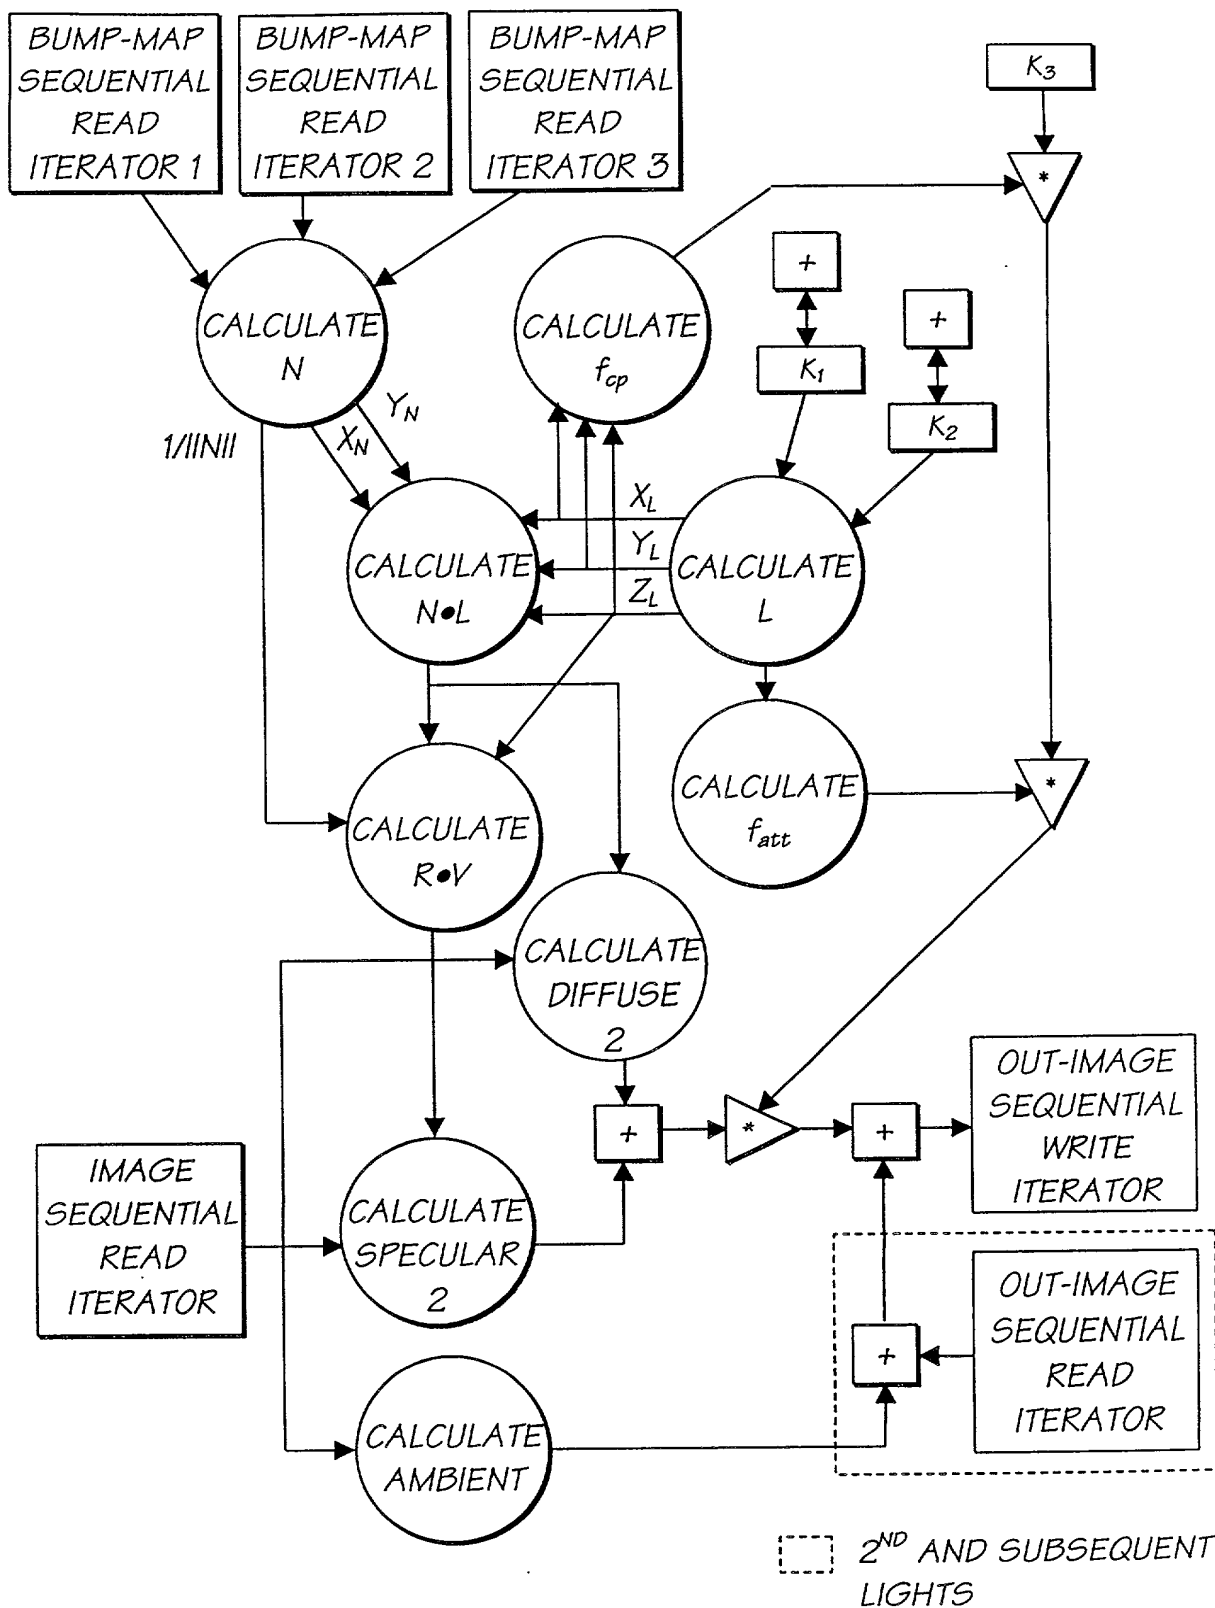 BUMP-MAP
SEQUENTIAL
READ
ITERATOR 1
BUMP-MAP
SEQUENTIAL
READ
ITERATOR 2
BUMP-MAP
SEQUENTIAL
READ
ITERATOR 3
K3
*
CALCULATE
N
CALCULATE
fcp
+
K1
+
K2
1/||N||
XN
YN
CALCULATE
N•L
XL
YL
ZL
CALCULATE
L
CALCULATE
R•V
CALCULATE
fatt
*
CALCULATE
DIFFUSE
2
+
*
+
OUT-IMAGE
SEQUENTIAL
WRITE
ITERATOR
IMAGE
SEQUENTIAL
READ
ITERATOR
CALCULATE
SPECULAR
2
+
OUT-IMAGE
SEQUENTIAL
READ
ITERATOR
CALCULATE
AMBIENT
2ND AND SUBSEQUENT
LIGHTS